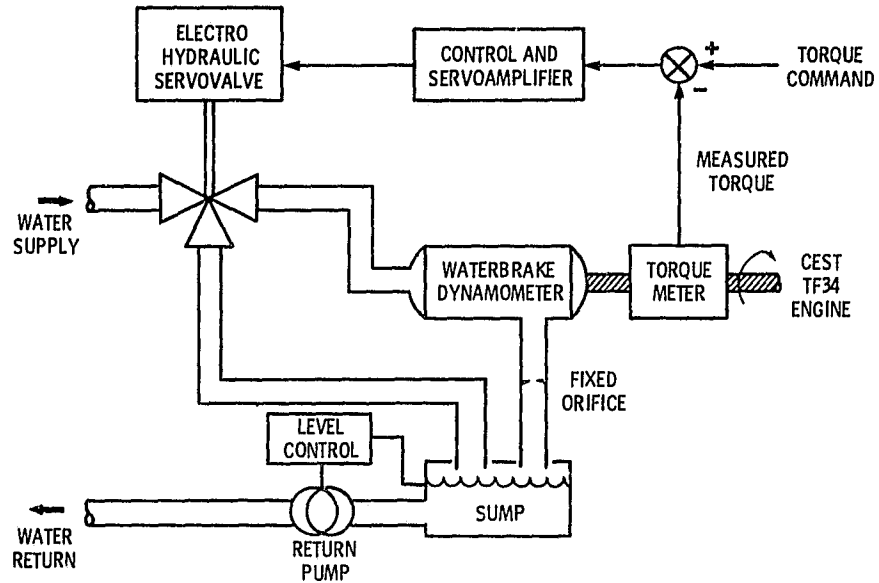 ELECTRO
HYDRAULIC
SERVOVALVE
CONTROL AND
SERVOAMPLIFIER
+
-
TORQUE
COMMAND
MEASURED
TORQUE
WATER
SUPPLY
WATERBRAKE
DYNAMOMETER
TORQUE
METER
CEST
TF34
ENGINE
FIXED
ORIFICE
LEVEL
CONTROL
SUMP
WATER
RETURN
RETURN
PUMP